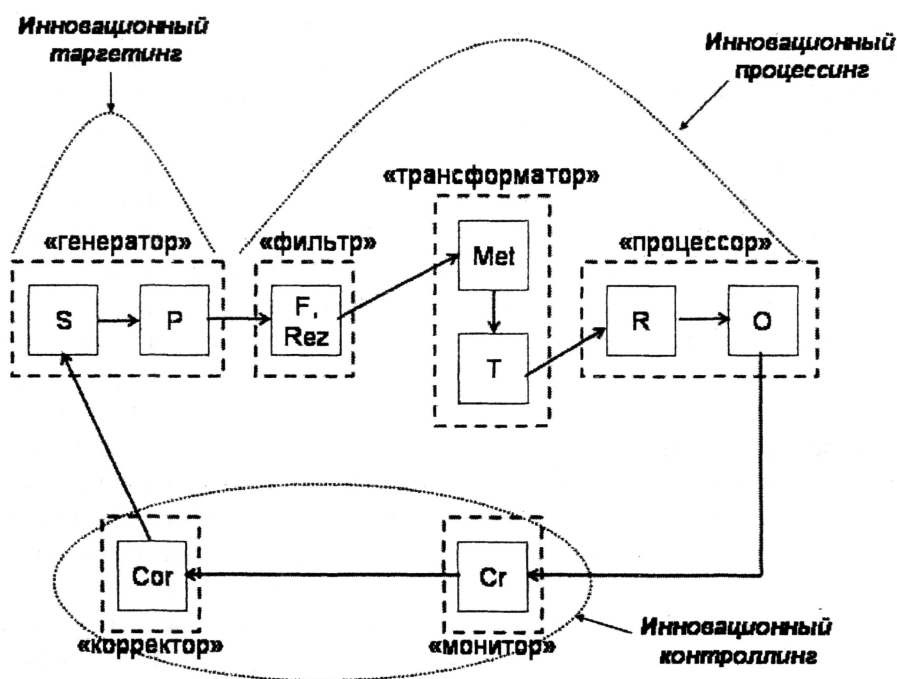 Инновационный
таргетинг
Инновационный
процессинг
«трансформатор»
«генератор»
«фильтр»
«процессор»
Met
S
P
F,
Rez
R
O
T
Cor
Cr
«корректор»
«монитор»
Инновационный
контроллинг